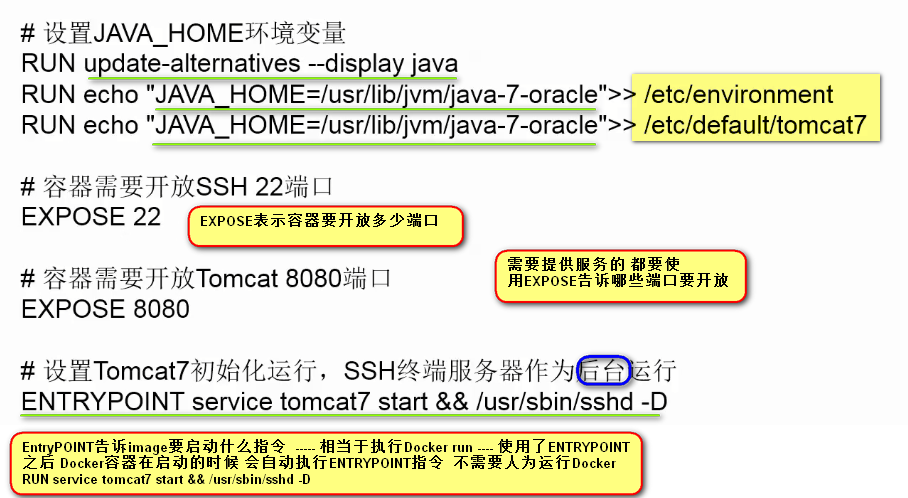 # 设置JAVA_HOME环境变量
RUN update-alternatives --display java
RUN echo "JAVA_HOME=/usr/lib/jvm/java-7-oracle">> /etc/environment
RUN echo "JAVA_HOME=/usr/lib/jvm/java-7-oracle">> /etc/default/tomcat7
# 容器需要开放SSH 22端口
EXPOSE 22
EXPOSE表示容器要开放多少端口
需要提供服务的 都要使
用EXPOSE告诉哪些端口要开放
# 容器需要开放Tomcat 8080端口
EXPOSE 8080
# 设置Tomcat7初始化运行，SSH终端服务器作为后台运行
ENTRYPOINT service tomcat7 start && /usr/sbin/sshd -D
EntryPOINT告诉image要启动什么指令 ----- 相当于执行Docker run ---- 使用了ENTRYPOINT
之后 Docker容器在启动的时候 会自动执行ENTRYPOINT指令 不需要人为运行Docker
RUN service tomcat7 start && /usr/sbin/sshd -D